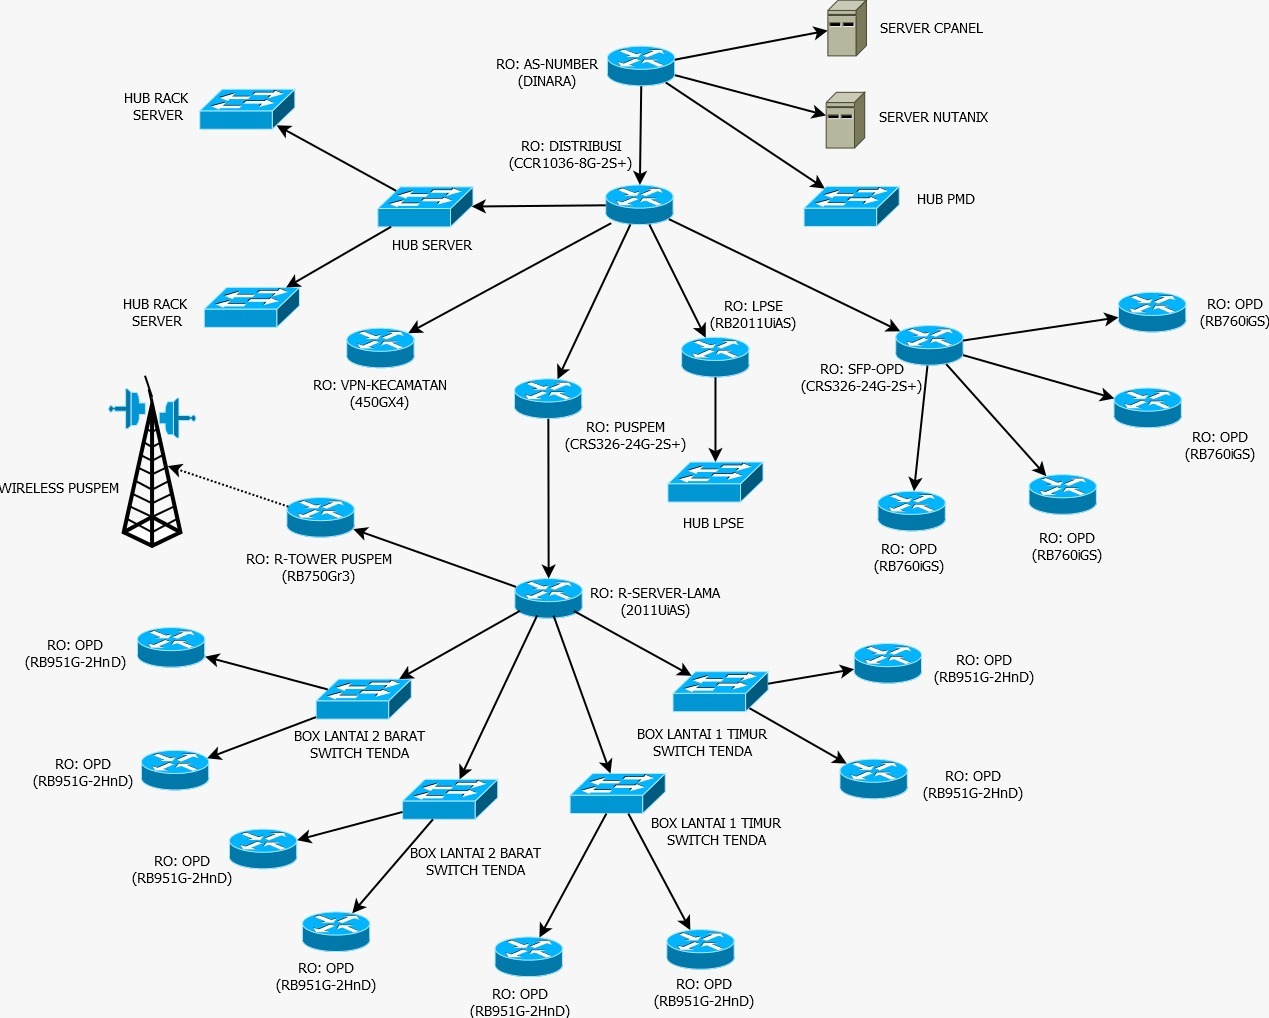 SERVER CPANEL
RO: AS-NUMBER
(DINARA)
HUB RACK
SERVER
SERVER NUTANIX
RO: DISTRIBUSI
(CCR1036-8G-2S+)
HUB PMD
HUB SERVER
HUB RACK
SERVER
RO: LPSE
(RB2011UiAS)
RO: OPD
(RB760iGS)
RO: SFP-OPD
(CRS326-24G-2S+)
RO: VPN-KECAMATAN
(450GX4)
RO: PUSPEM
(CRS326-24G-2S+)
RO: OPD
(RB760iGS)
WIRELESS PUSPEM
HUB LPSE
RO: OPD
(RB760iGS)
RO: OPD
(RB760iGS)
RO: R-TOWER PUSPEM
(RB750Gr3)
RO: R-SERVER-LAMA
(2011UiAS)
RO: OPD
(RB951G-2HnD)
RO: OPD
(RB951G-2HnD)
BOX LANTAI 2 BARAT
SWITCH TENDA
BOX LANTAI 1 TIMUR
SWITCH TENDA
RO: OPD
(RB951G-2HnD)
RO: OPD
(RB951G-2HnD)
BOX LANTAI 1 TIMUR
SWITCH TENDA
RO: OPD
(RB951G-2HnD)
BOX LANTAI 2 BARAT
SWITCH TENDA
RO: OPD
(RB951G-2HnD)
RO: OPD
(RB951G-2HnD)
RO: OPD
(RB951G-2HnD)